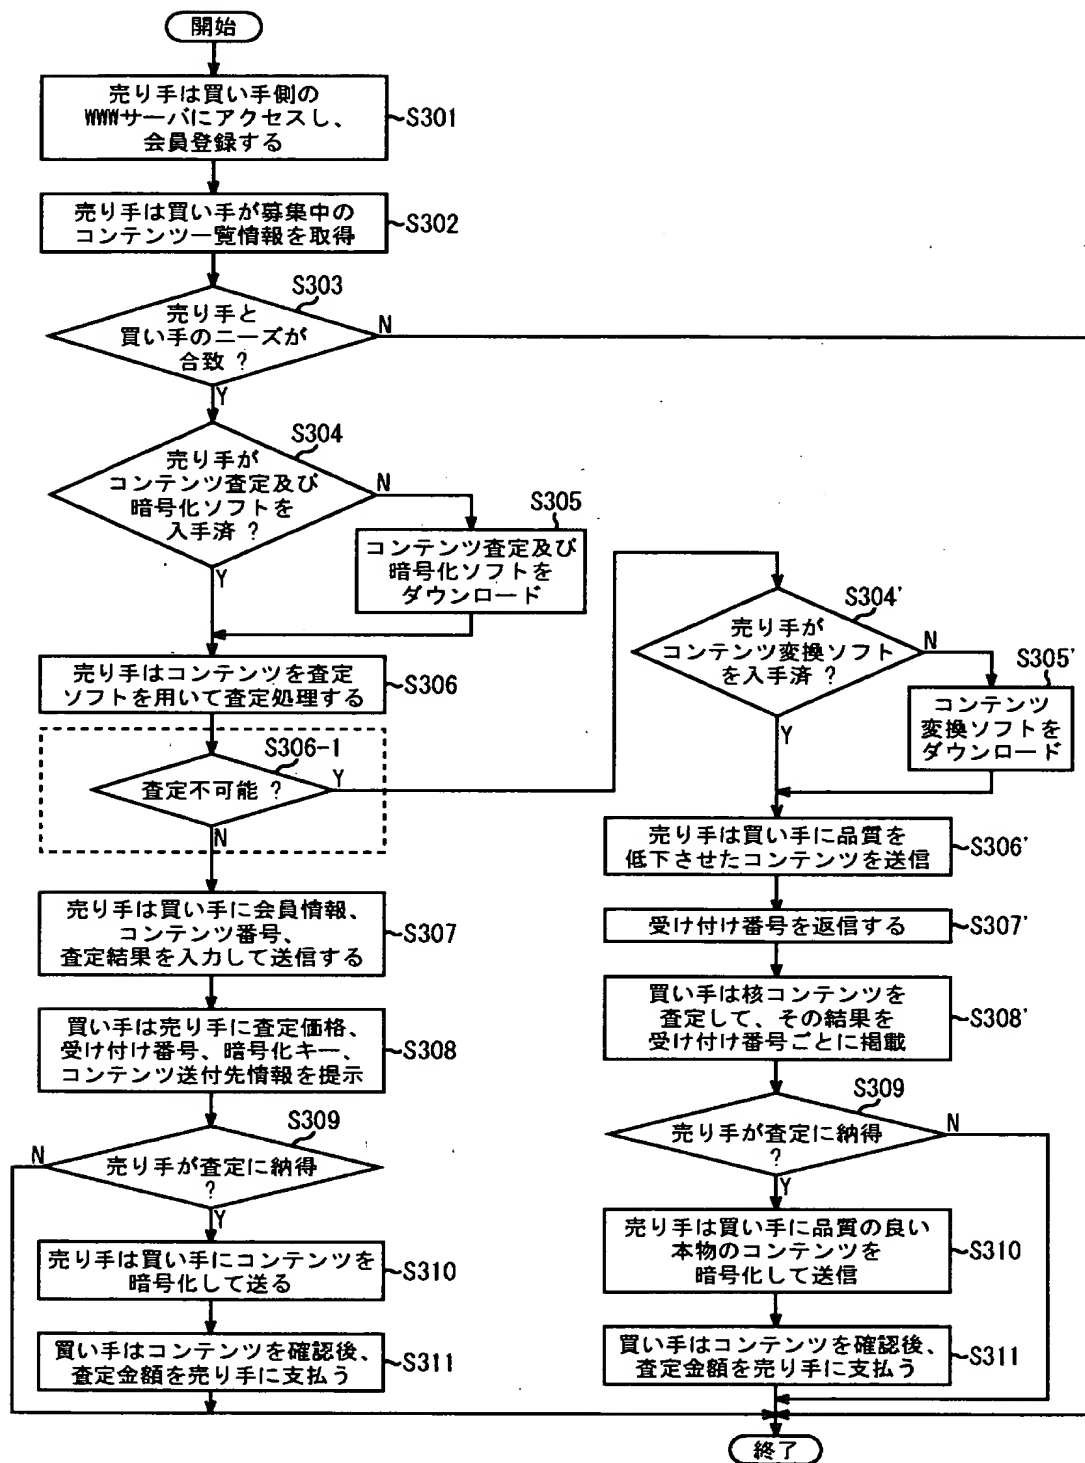 開始
売り手は買い手側の
WWWサーバにアクセスし、
会員登録する
S301
売り手は買い手が募集中の
コンテンツ一覧情報を取得
S302
S303
売り手と
買い手のニーズが
合致？
N
Y
S304
売り手が
コンテンツ査定及び
暗号化ソフトを
入手済？
N
Y
S305
コンテンツ査定及び
暗号化ソフトを
ダウンロード
売り手はコンテンツを査定
ソフトを用いて査定処理する
S306
S306-1
査定不可能？
Y
N
売り手は買い手に会員情報、
コンテンツ番号、
査定結果を入力して送信する
S307
買い手は売り手に査定価格、
受け付け番号、暗号化キー、
コンテンツ送付先情報を提示
S308
S309
売り手が査定に納得
？
N
Y
売り手は買い手にコンテンツを
暗号化して送る
S310
買い手はコンテンツを確認後、
査定金額を売り手に支払う
S311
S304'
売り手が
コンテンツ変換ソフト
を入手済？
N
Y
S305'
コンテンツ
変換ソフトを
ダウンロード
売り手は買い手に品質を
低下させたコンテンツを送信
S306'
受け付け番号を返信する
S307'
買い手は核コンテンツを
査定して、その結果を
受け付け番号ごとに掲載
S308'
S309
売り手が査定に納得
？
N
Y
売り手は買い手に品質の良い
本物のコンテンツを
暗号化して送信
S310
買い手はコンテンツを確認後、
査定金額を売り手に支払う
S311
終了